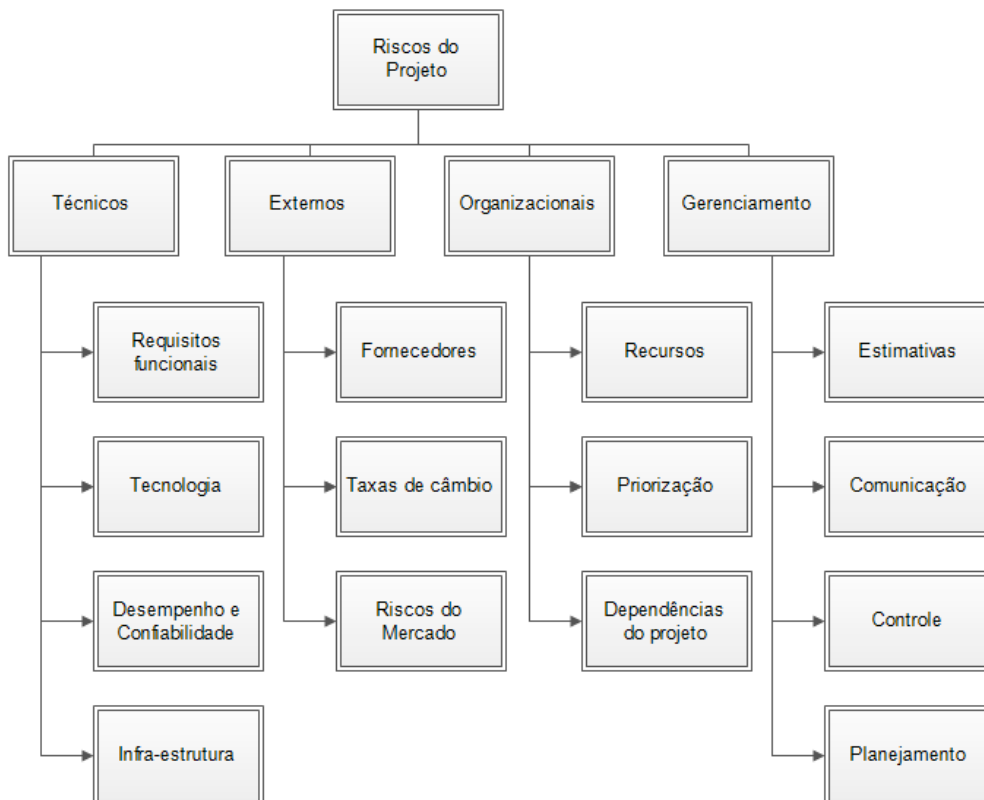 Riscos do
Projeto
Técnicos
Externos
Organizacionais
Gerenciamento
Requisitos
funcionais
Fornecedores
Recursos
Estimativas
Tecnologia
Taxas de câmbio
Priorização
Comunicação
Desempenho e
Confiabilidade
Riscos do
Mercado
Dependências
do projeto
Controle
Infra-estrutura
Planejamento